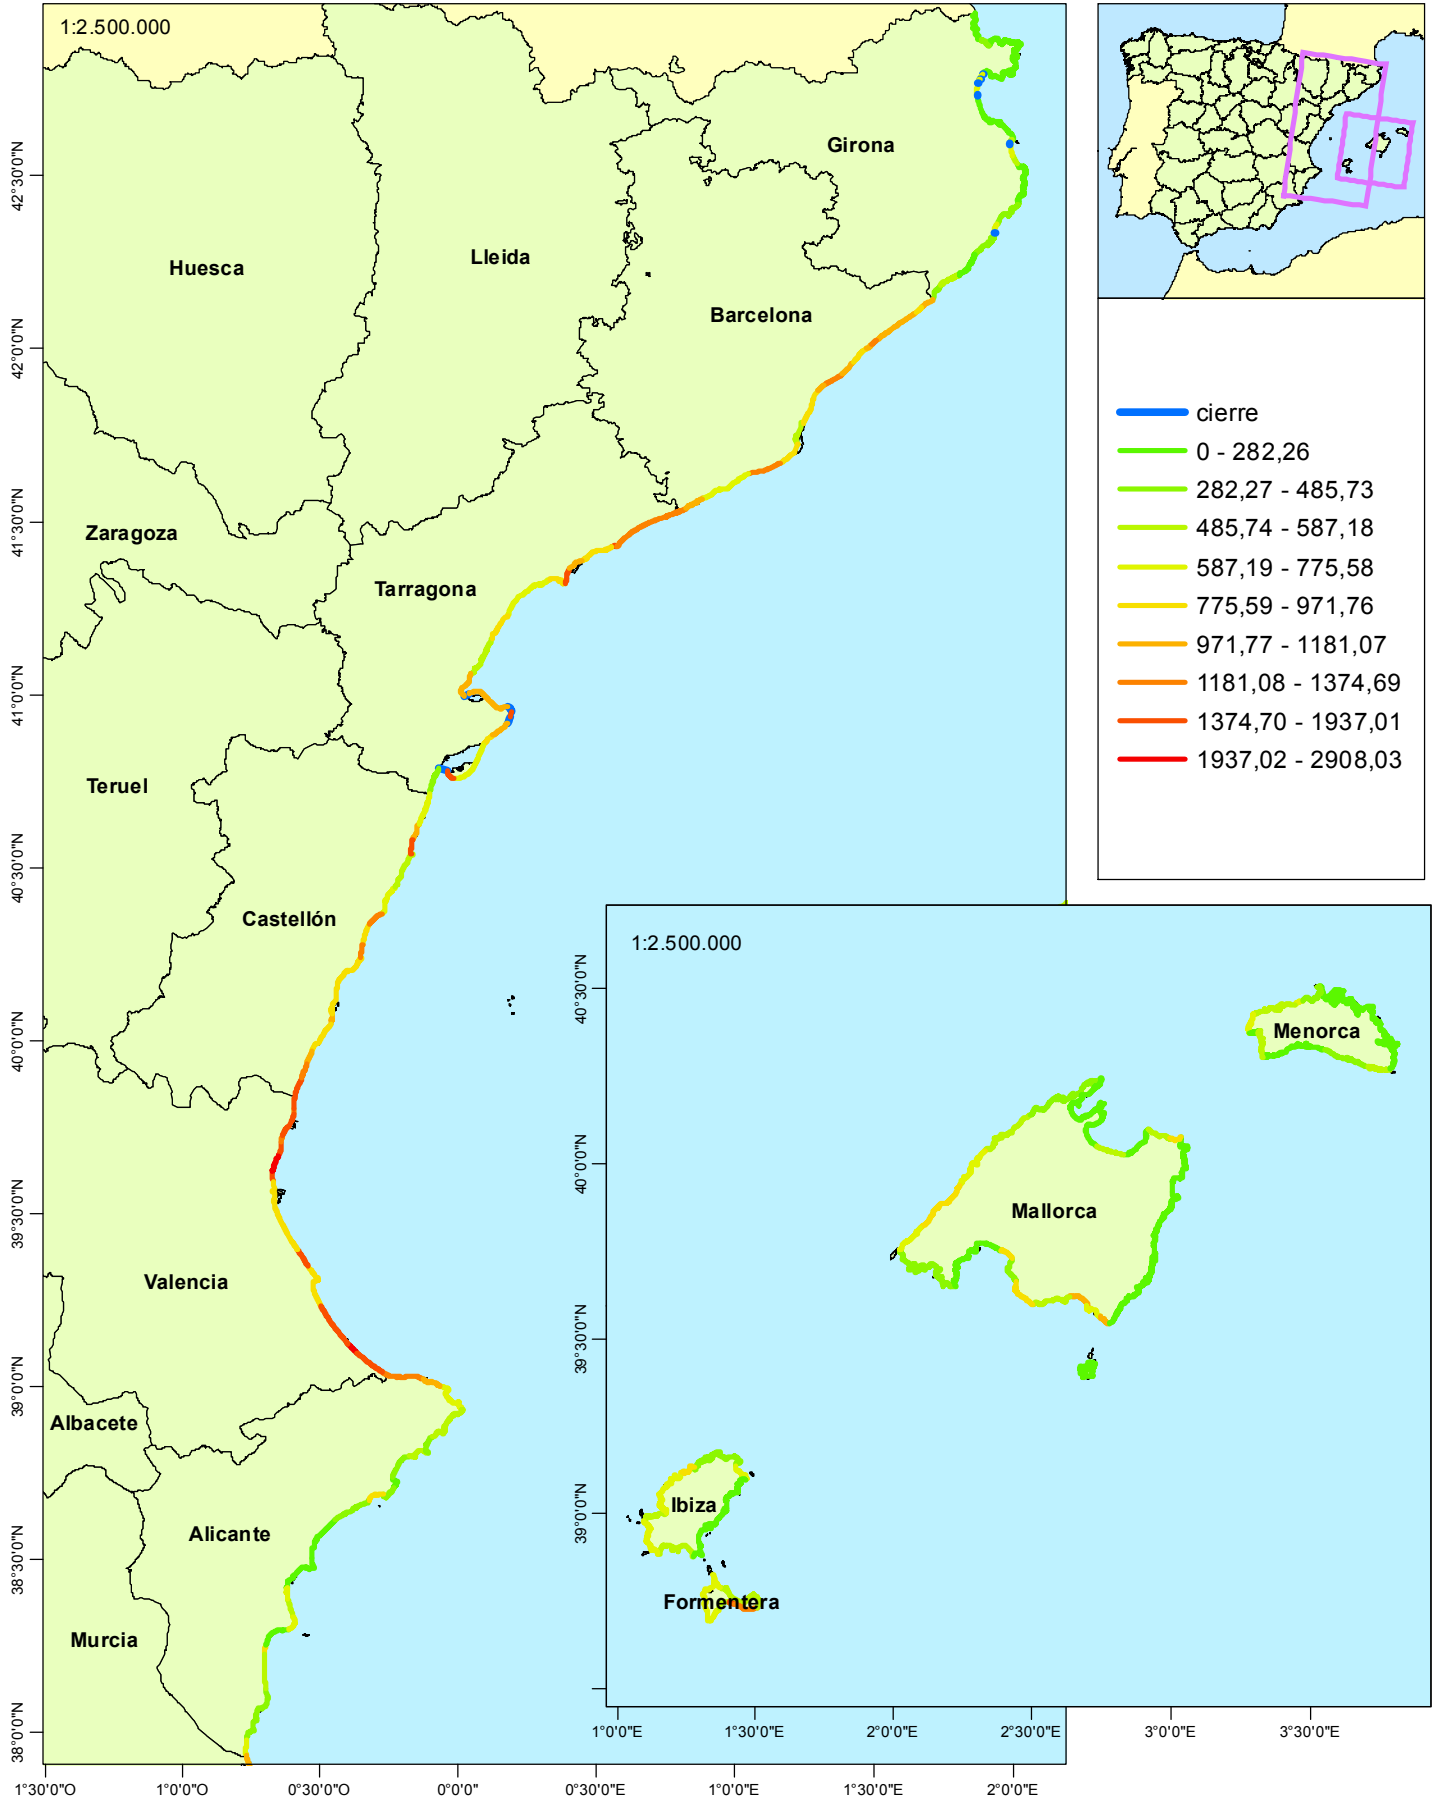 1:2.500.000
Girona
Lleida
Huesca
Barcelona
Zaragoza
Tarragona
Teruel
Castellón
Valencia
Albacete
Alicante
Murcia
42°30'0"N
42°0'0"N
41°30'0"N
41°0'0"N
40°30'0"N
40°0'0"N
39°30'0"N
39°0'0"N
38°30'0"N
38°0'0"N
1°30'0"O
1°0'0"O
0°30'0"O
0°0'0"
0°30'0"E
1°0'0"E
1°30'0"E
2°0'0"E
cierre
0 - 282,26
282,27 - 485,73
485,74 - 587,18
587,19 - 775,58
775,59 - 971,76
971,77 - 1181,07
1181,08 - 1374,69
1374,70 - 1937,01
1937,02 - 2908,03
1:2.500.000
Menorca
Mallorca
Ibiza
Formentera
40°30'0"N
40°0'0"N
39°30'0"N
39°0'0"N
1°0'0"E
1°30'0"E
2°0'0"E
2°30'0"E
3°0'0"E
3°30'0"E